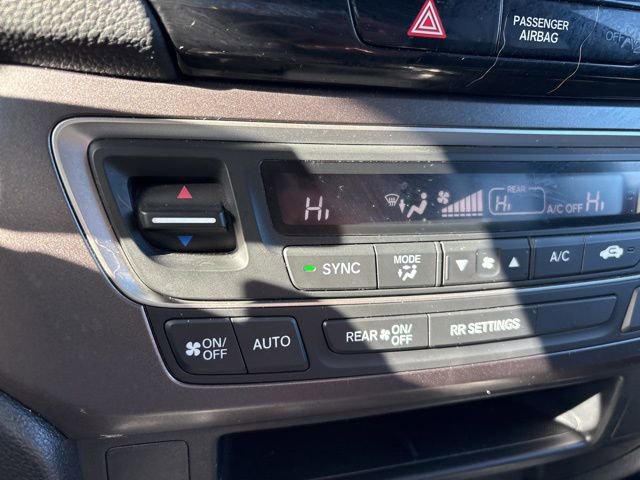 PASSENGER
AIRBAG
OFF
Hi
REAR
Hi
A/C OFF
Hi
SYNC
MODE
A/C
ON/
OFF
AUTO
REAR ON/
OFF
RR SETTINGS